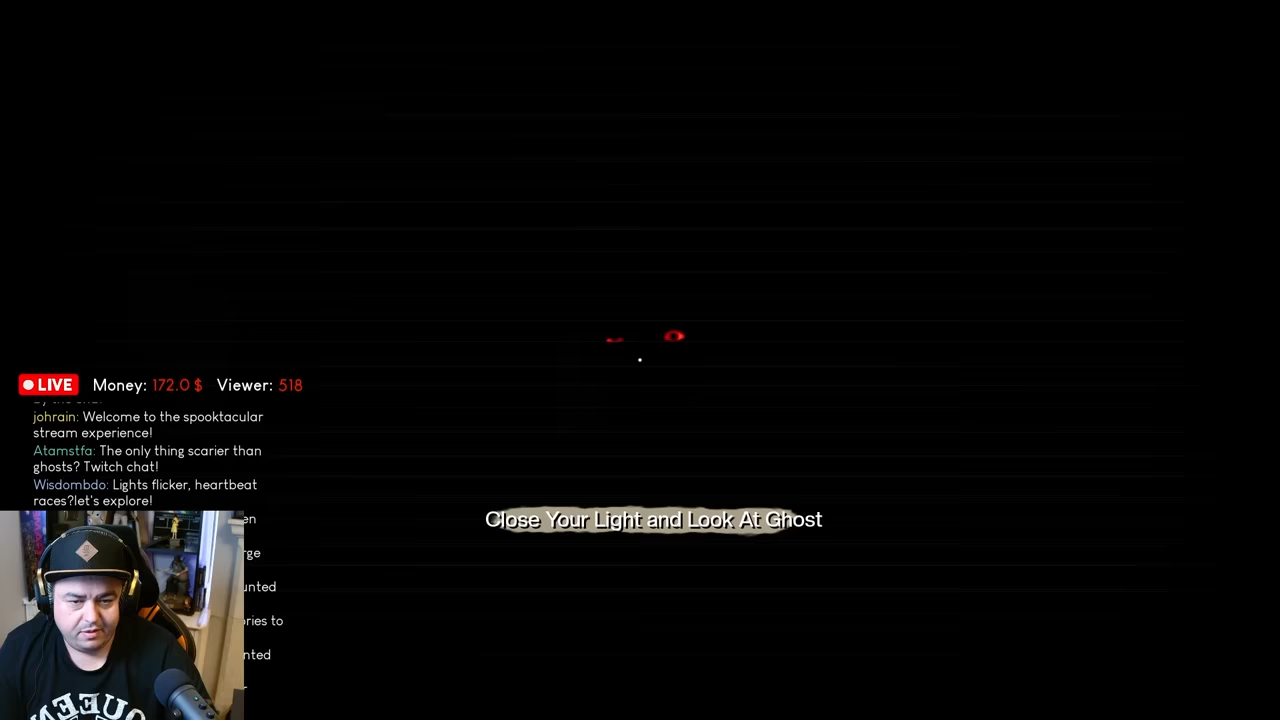 LIVE Money: 172.0 $ Viewer: 518
johrain: Welcome to the spooktacular
stream experience!
Atamstfa: The only thing scarier than
ghosts? Twitch chat!
Wisdombdo: Lights flicker, heartbeat
races?let's explore!
Close Your Light and Look At Ghost
QUEEN